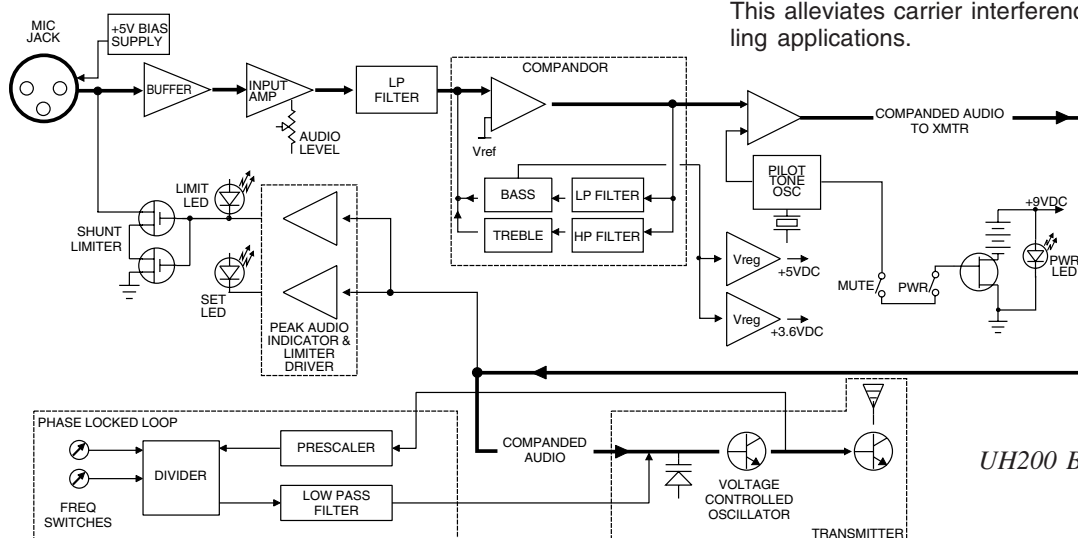 This alleviates carrier interferenc
ling applications.
MIC
JACK
+5V BIAS
SUPPLY
BUFFER
INPUT
AMP
AUDIO
LEVEL
LP
FILTER
COMPANDOR
Vref
BASS
LP FILTER
TREBLE
HP FILTER
COMPANDED AUDIO
TO XMTR
PILOT
TONE
OSC
Vreg
+5VDC
Vreg
+3.6VDC
MUTE
PWR
+9VDC
PWR
LED
LIMIT
LED
SHUNT
LIMITER
SET
LED
PEAK AUDIO
INDICATOR &
LIMITER
DRIVER
PHASE LOCKED LOOP
FREQ
SWITCHES
DIVIDER
PRESCALER
LOW PASS
FILTER
COMPANDED
AUDIO
VOLTAGE
CONTROLLED
OSCILLATOR
TRANSMITTER
UH200 B